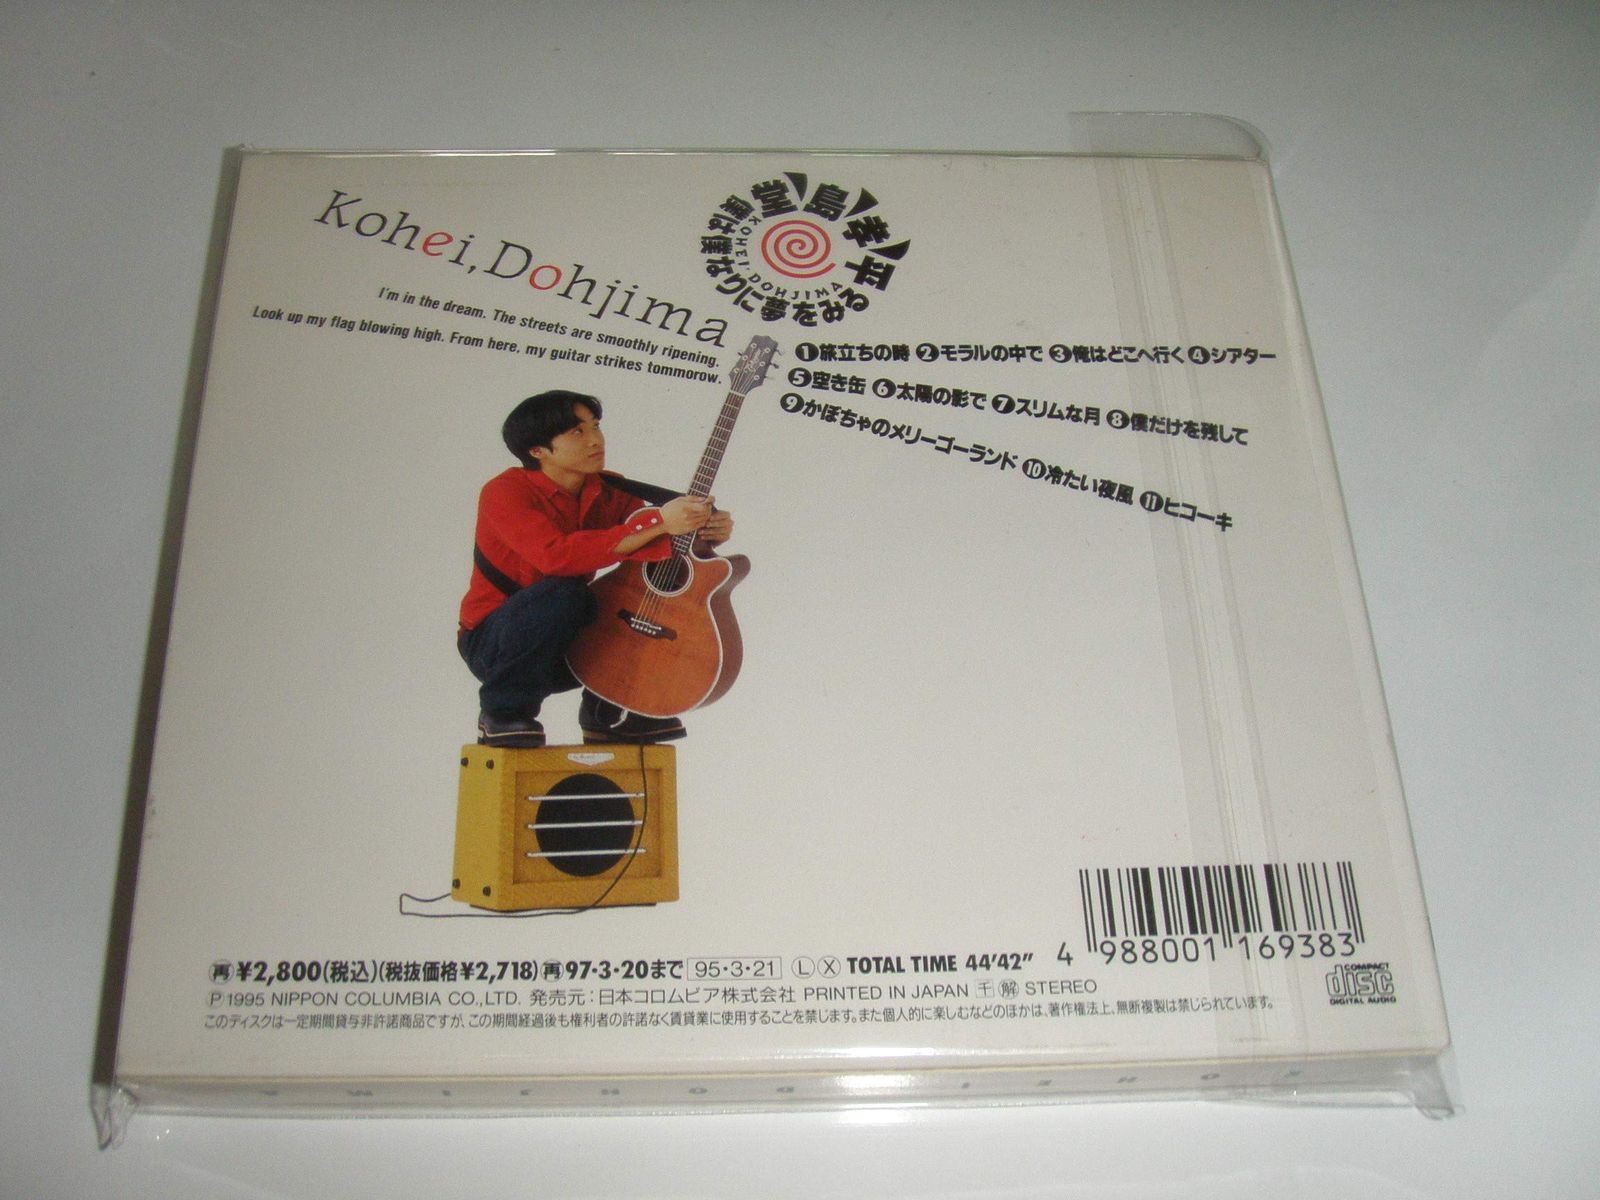 Kohei, Dohjima
I'm in the dream. The streets are smoothly ripening.
Look up my flag blowing high. From here, my guitar strikes tommorow.
堂島孝平
KOHEI, DOHJIMA
僕は僕なりに夢をみる
❶旅立ちの時 ❷モラルの中で ❸俺はどこへ行く ❹シアター
❺空き缶 ❻太陽の影で ❼スリムな月 ❽僕だけを残して
❾かぼちゃのメリーゴーランド ❿冷たい夜風 ⓫ヒコーキ
4 988001 169383
再¥2,800(税込)(税抜価格¥2,718)再97・3・20まで 95・3・21 L X TOTAL TIME 44'42"
Ⓟ1995 NIPPON COLUMBIA CO.,LTD. 発売元:日本コロムビア株式会社 PRINTED IN JAPAN 千 解 STEREO
COMPACT disc DIGITAL AUDIO
このディスクは一定期間貸与非許諾商品ですが、この期間経過後も権利者の許諾なく賃貸業に使用することを禁じます。また個人的に楽しむなどのほかは、著作権法上、無断複製は禁じられています。
KOHEI DOHJIMA